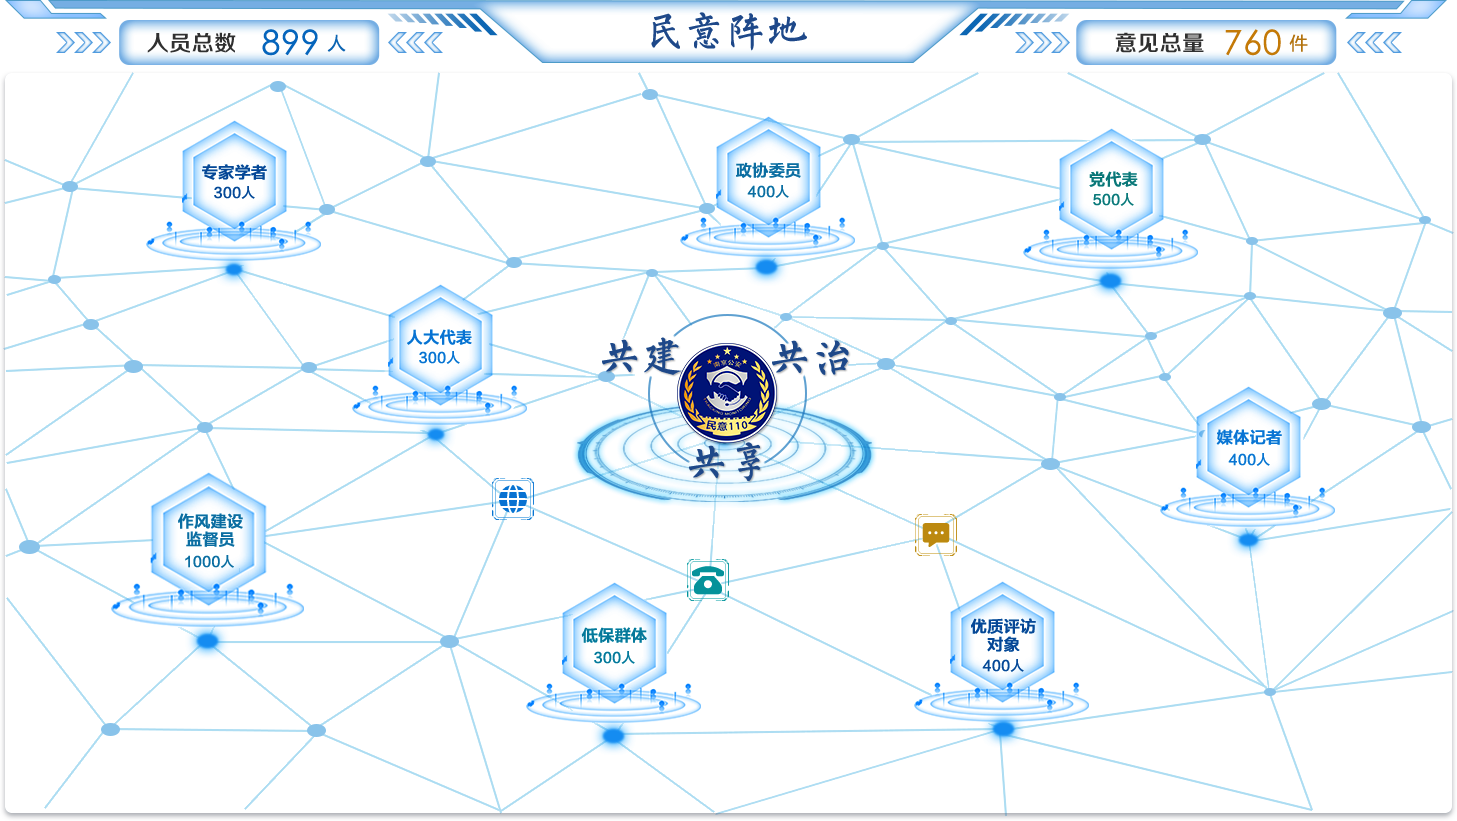 人员总数 899 人
民意阵地
意见总量 760 件
专家学者
300人
政协委员
400人
党代表
500人
人大代表
300人
共建 共治
南京公安
民意110
共享
媒体记者
400人
作风建设
监督员
1000人
低保群体
300人
优质评访
对象
400人